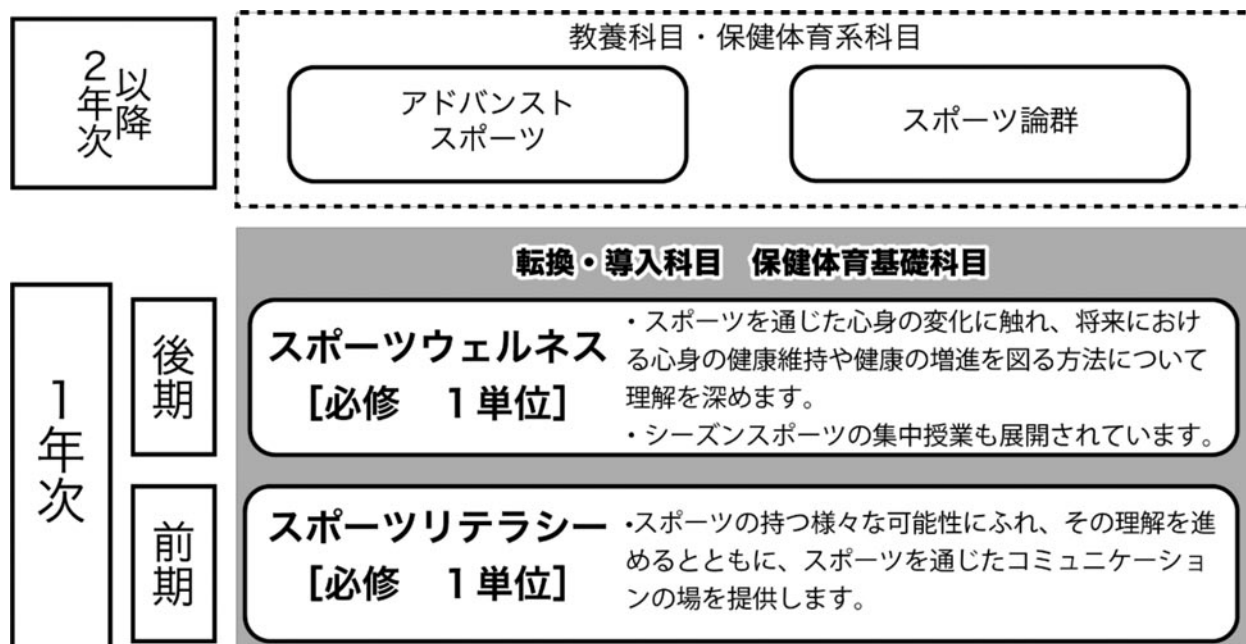 ２年次
以降
教養科目・保健体育系科目
アドバンスト
スポーツ
スポーツ論群
転換・導入科目　保健体育基礎科目
１年次
後期
スポーツウェルネス
［必修　１単位］
・スポーツを通じた心身の変化に触れ、将来におけ
る心身の健康維持や健康の増進を図る方法について
理解を深めます。
・シーズンスポーツの集中授業も展開されています。
前期
スポーツリテラシー
［必修　１単位］
・スポーツの持つ様々な可能性にふれ、その理解を進
めるとともに、スポーツを通じたコミュニケーショ
ンの場を提供します。